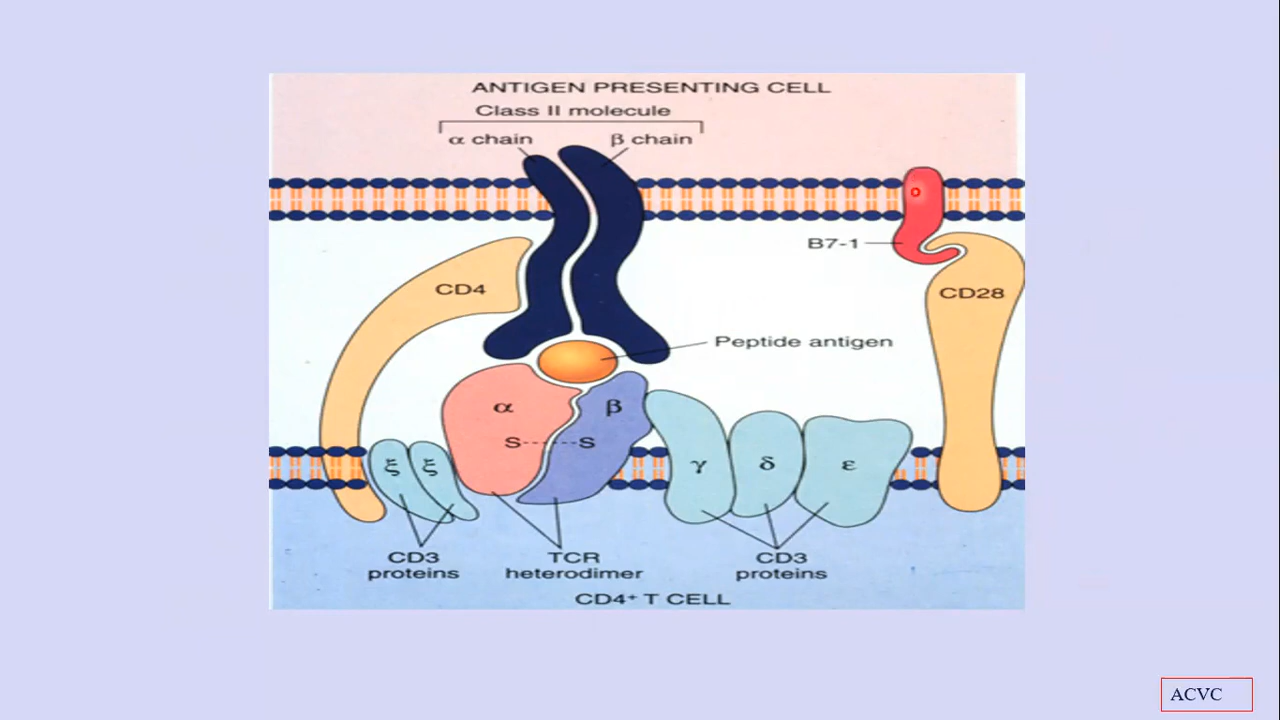 ANTIGEN PRESENTING CELL
Class II molecule
α chain
β chain
B7-1
CD4
CD28
Peptide antigen
α
β
S
S
ξ
ξ
γ
δ
ε
CD3
proteins
TCR
heterodimer
CD3
proteins
CD4⁺ T CELL
ACVC